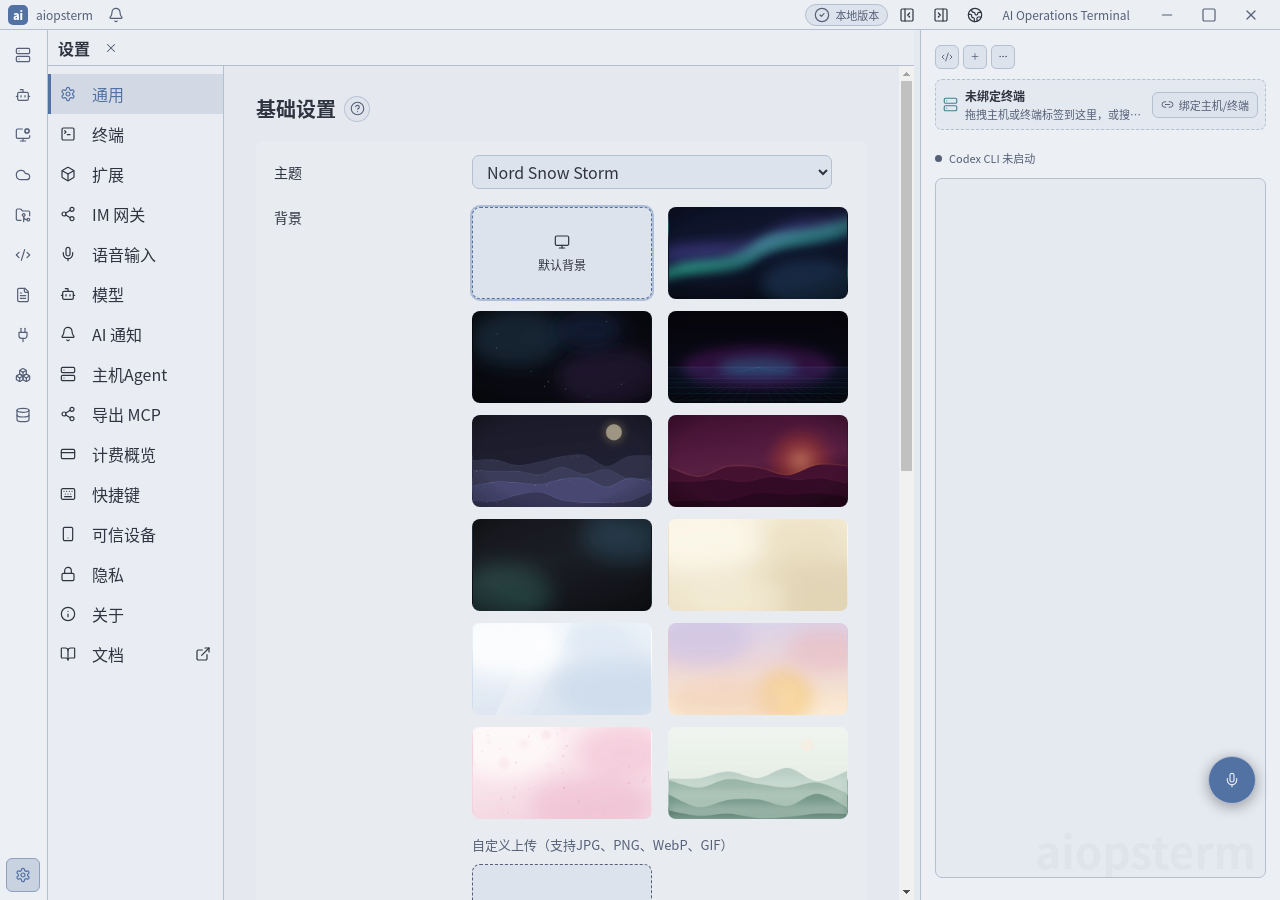 ai aiopsterm 本地版本 AI Operations Terminal
设置
通用
终端
扩展
IM 网关
语音输入
模型
AI 通知
主机Agent
导出 MCP
计费概览
快捷键
可信设备
隐私
关于
文档
基础设置
主题
Nord Snow Storm
背景
默认背景
自定义上传（支持JPG、PNG、WebP、GIF）
未绑定终端
拖拽主机或终端标签到这里，或搜…
绑定主机/终端
Codex CLI 未启动
aiopsterm